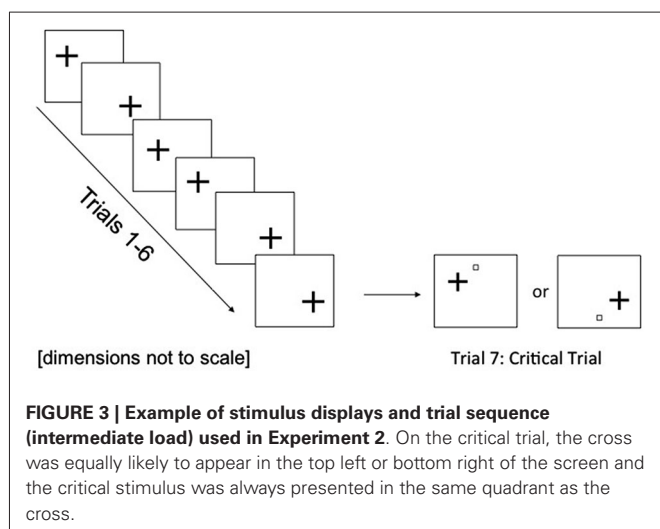 Trials 1-6
or
[dimensions not to scale]
Trial 7: Critical Trial
FIGURE 3 | Example of stimulus displays and trial sequence
(intermediate load) used in Experiment 2. On the critical trial, the cross
was equally likely to appear in the top left or bottom right of the screen and
the critical stimulus was always presented in the same quadrant as the
cross.